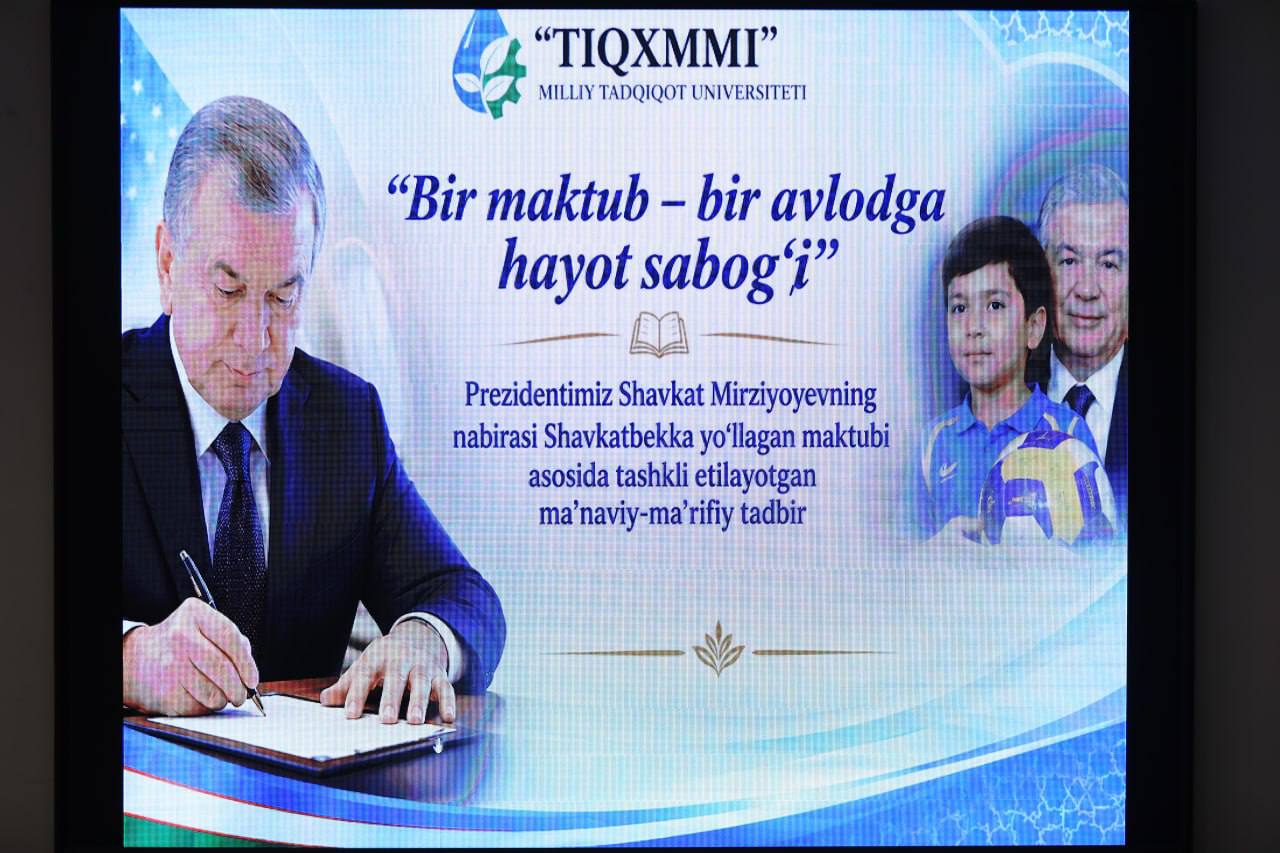 “TIQXMMI”
MILLIY TADQIQOT UNIVERSITETI
“Bir maktub – bir avlodga
hayot sabog‘i”
Prezidentimiz Shavkat Mirziyoyevning
nabirasi Shavkatbekka yo‘llagan maktubi
asosida tashkli etilayotgan
ma’naviy-ma’rifiy tadbir